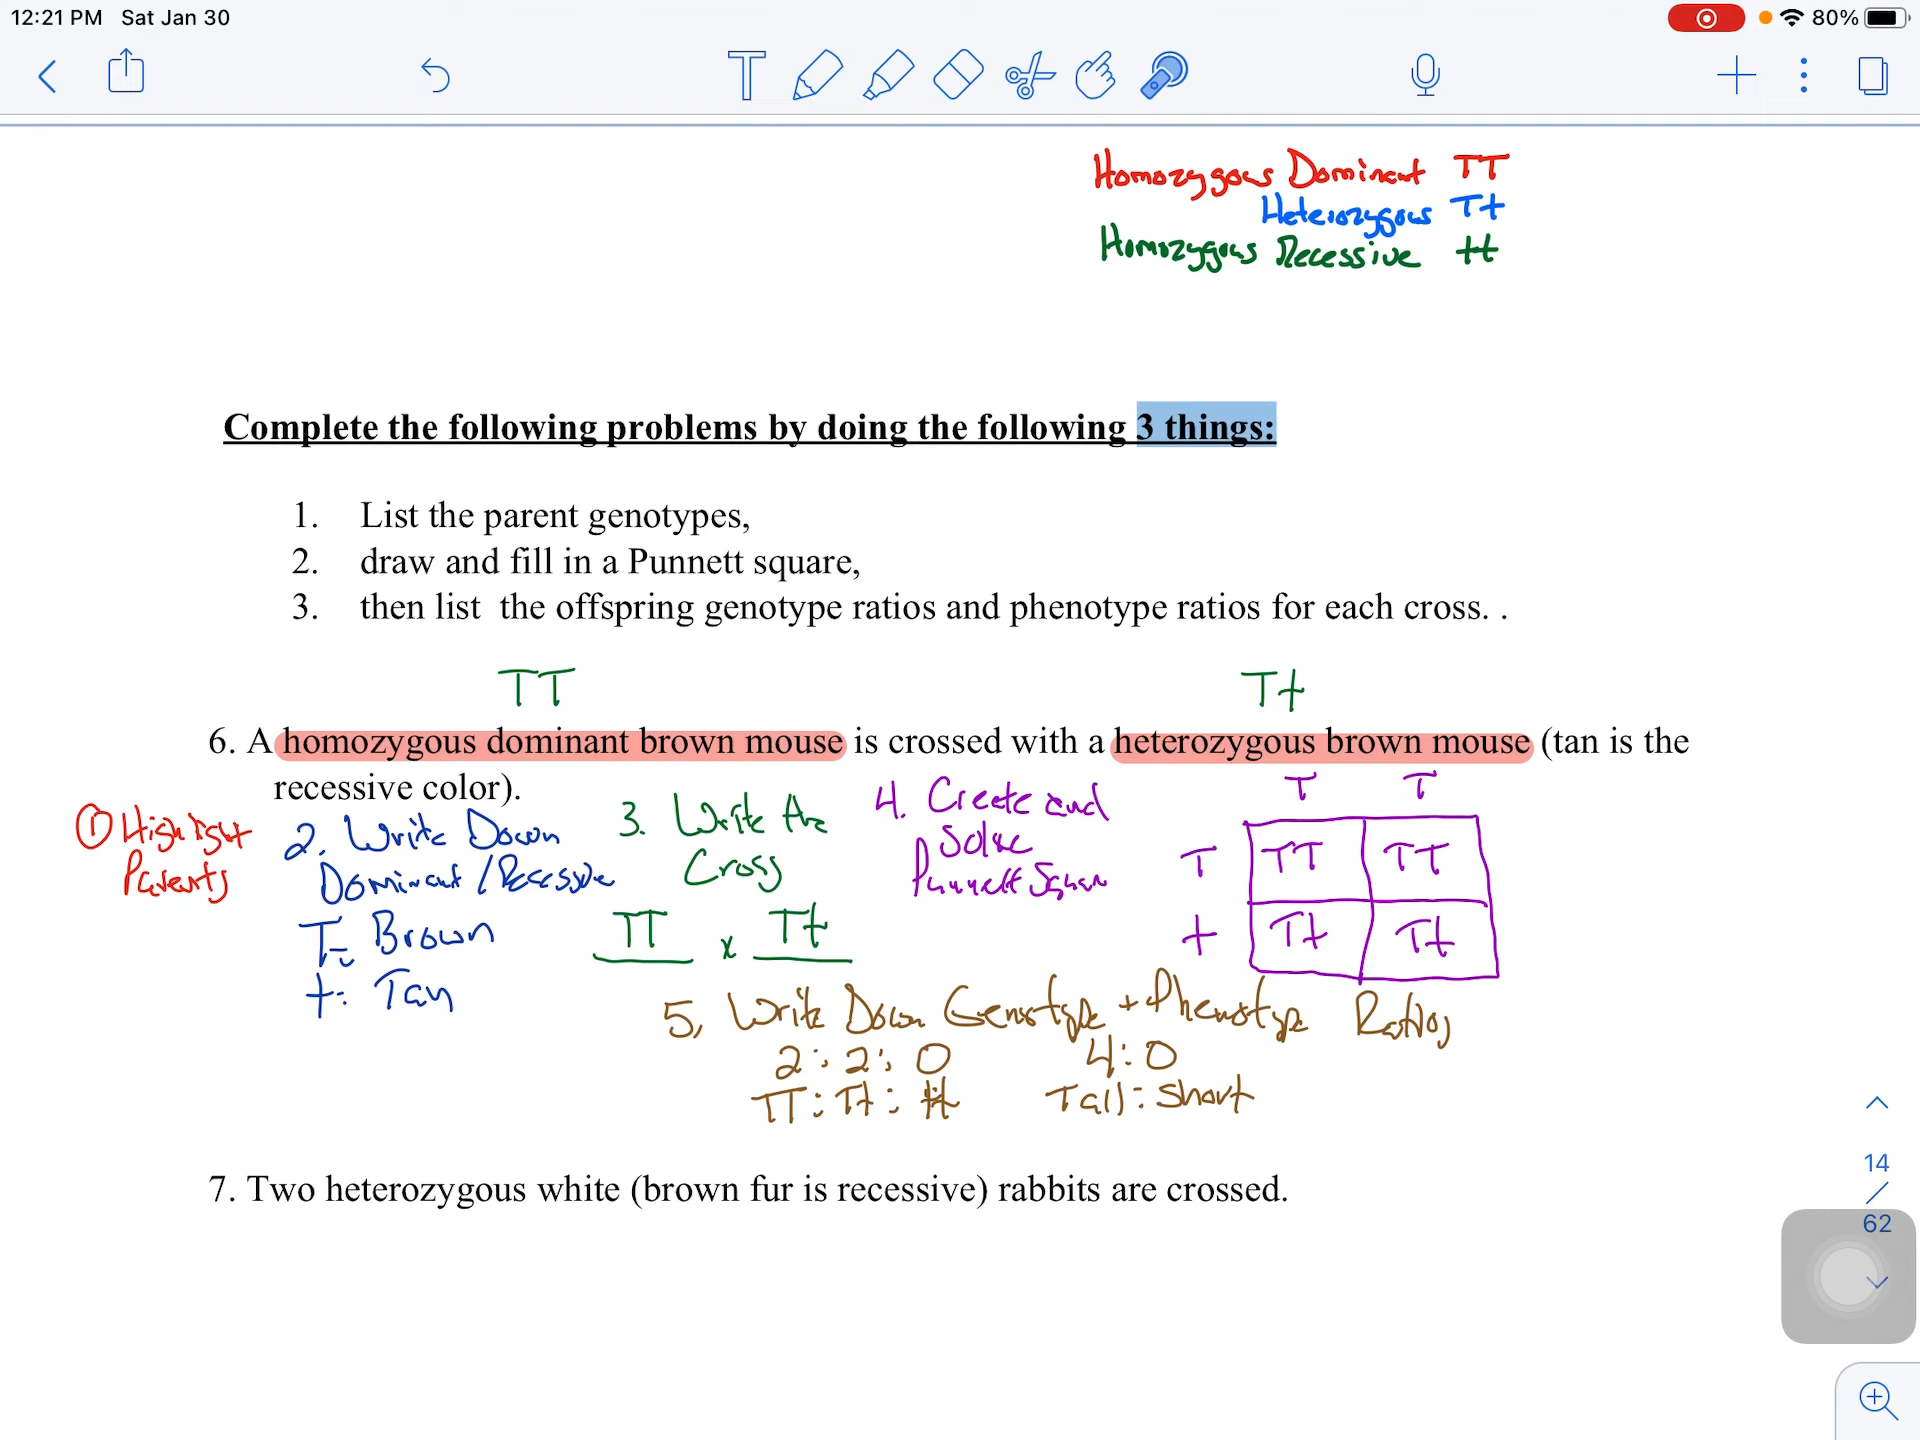 12:21 PM Sat Jan 30
80%
Homozygous Dominant TT
Heterozygous Tt
Homozygous Recessive tt
Complete the following problems by doing the following 3 things:
1. List the parent genotypes,
2. draw and fill in a Punnett square,
3. then list the offspring genotype ratios and phenotype ratios for each cross. .
TT Tt
6. A homozygous dominant brown mouse is crossed with a heterozygous brown mouse (tan is the
recessive color).
① Highlight
Parents
2. Write Down
Dominant / Recessive
T: Brown
t: Tan
3. Write the
Cross
TT x Tt
4. Create and
Solve
Punnett Square
T T
T TT TT
t Tt Tt
5. Write Down Genotype + Phenotype Ratios
2:2:0 4:0
TT:Tt:tt Tall:Short
7. Two heterozygous white (brown fur is recessive) rabbits are crossed.
14
/
62